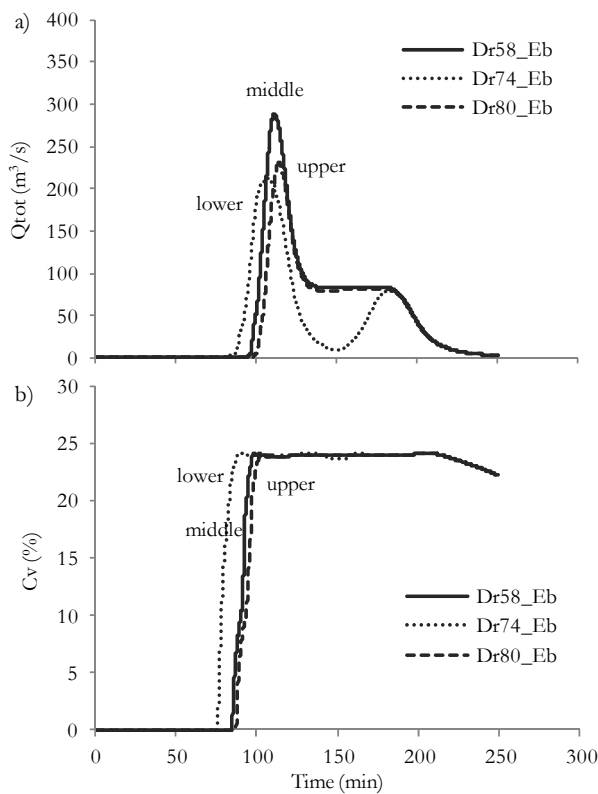 a)
400
350
300
250
200
150
100
50
0
Qtot (m³/s)
Dr58_Eb
Dr74_Eb
Dr80_Eb
middle
upper
lower
b)
30
25
20
15
10
5
0
Cv (%)
lower
upper
middle
Dr58_Eb
Dr74_Eb
Dr80_Eb
0 50 100 150 200 250 300
Time (min)